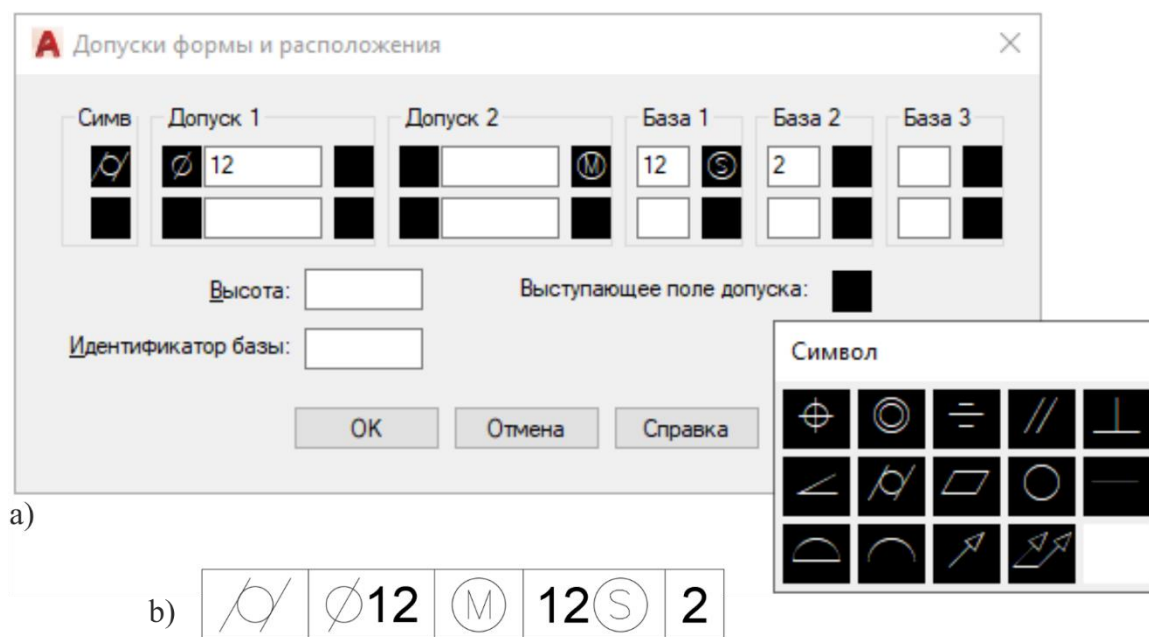 Допуски формы и расположения
Симв Допуск 1 Допуск 2 База 1 База 2 База 3
⌀ 12 Ⓜ 12 Ⓢ 2
Высота: Выступающее поле допуска:
Идентификатор базы:
Символ
OK Отмена Справка
a)
b) ⌀12 Ⓜ 12Ⓢ 2